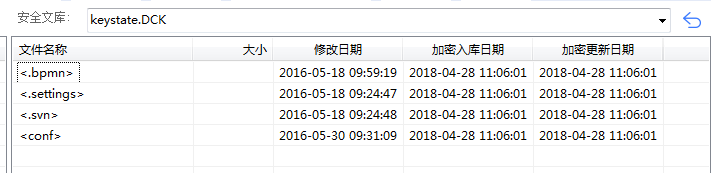 安全文库： keystate.DCK
文件名称 大小 修改日期 加密入库日期 加密更新日期
<.bpmn> 2016-05-18 09:59:19 2018-04-28 11:06:01 2018-04-28 11:06:01
<.settings> 2016-05-18 09:24:47 2018-04-28 11:06:01 2018-04-28 11:06:01
<.svn> 2016-05-18 09:24:48 2018-04-28 11:06:01 2018-04-28 11:06:01
<conf> 2016-05-30 09:31:09 2018-04-28 11:06:01 2018-04-28 11:06:01